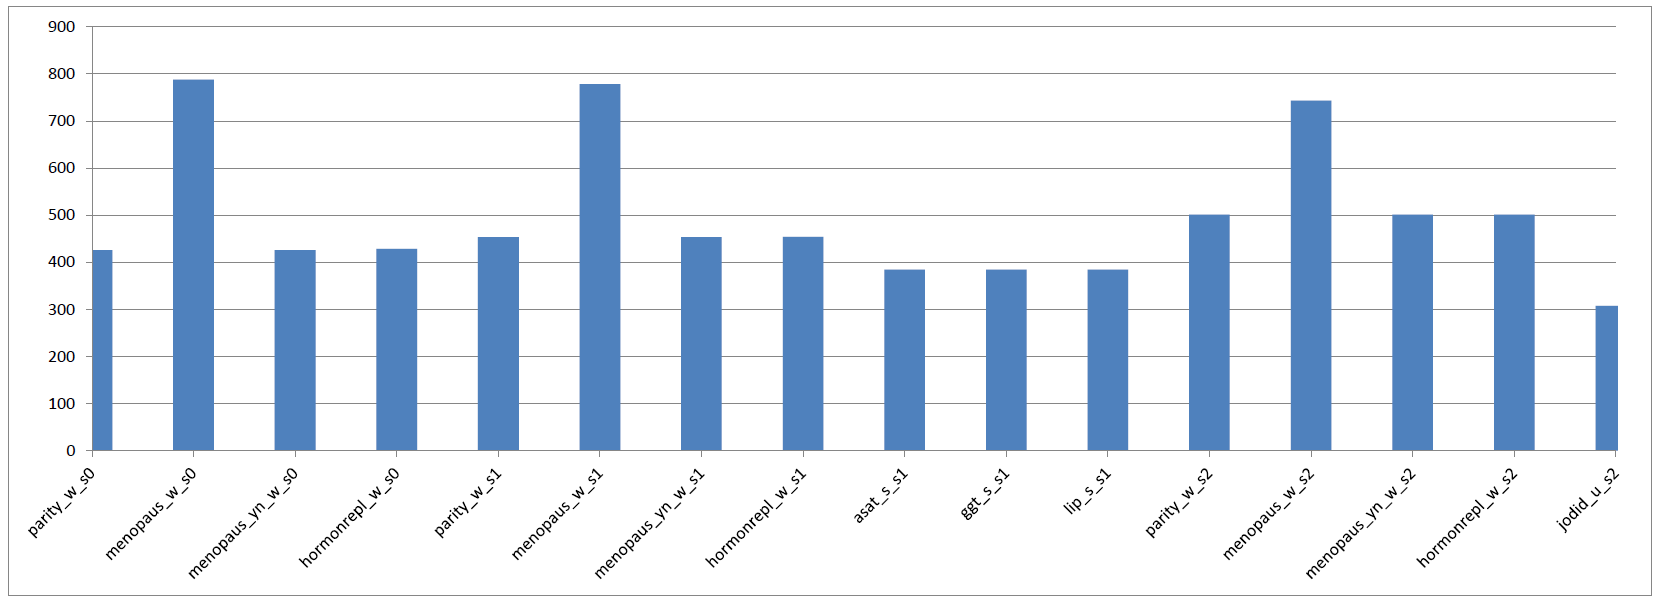 900
800
700
600
500
400
300
200
100
0
parity_w_s0
menopaus_w_s0
menopaus_yn_w_s0
hormonrepl_w_s0
parity_w_s1
menopaus_w_s1
menopaus_yn_w_s1
hormonrepl_w_s1
asat_s_s1
ggt_s_s1
lip_s_s1
parity_w_s2
menopaus_w_s2
menopaus_yn_w_s2
hormonrepl_w_s2
jodid_u_s2